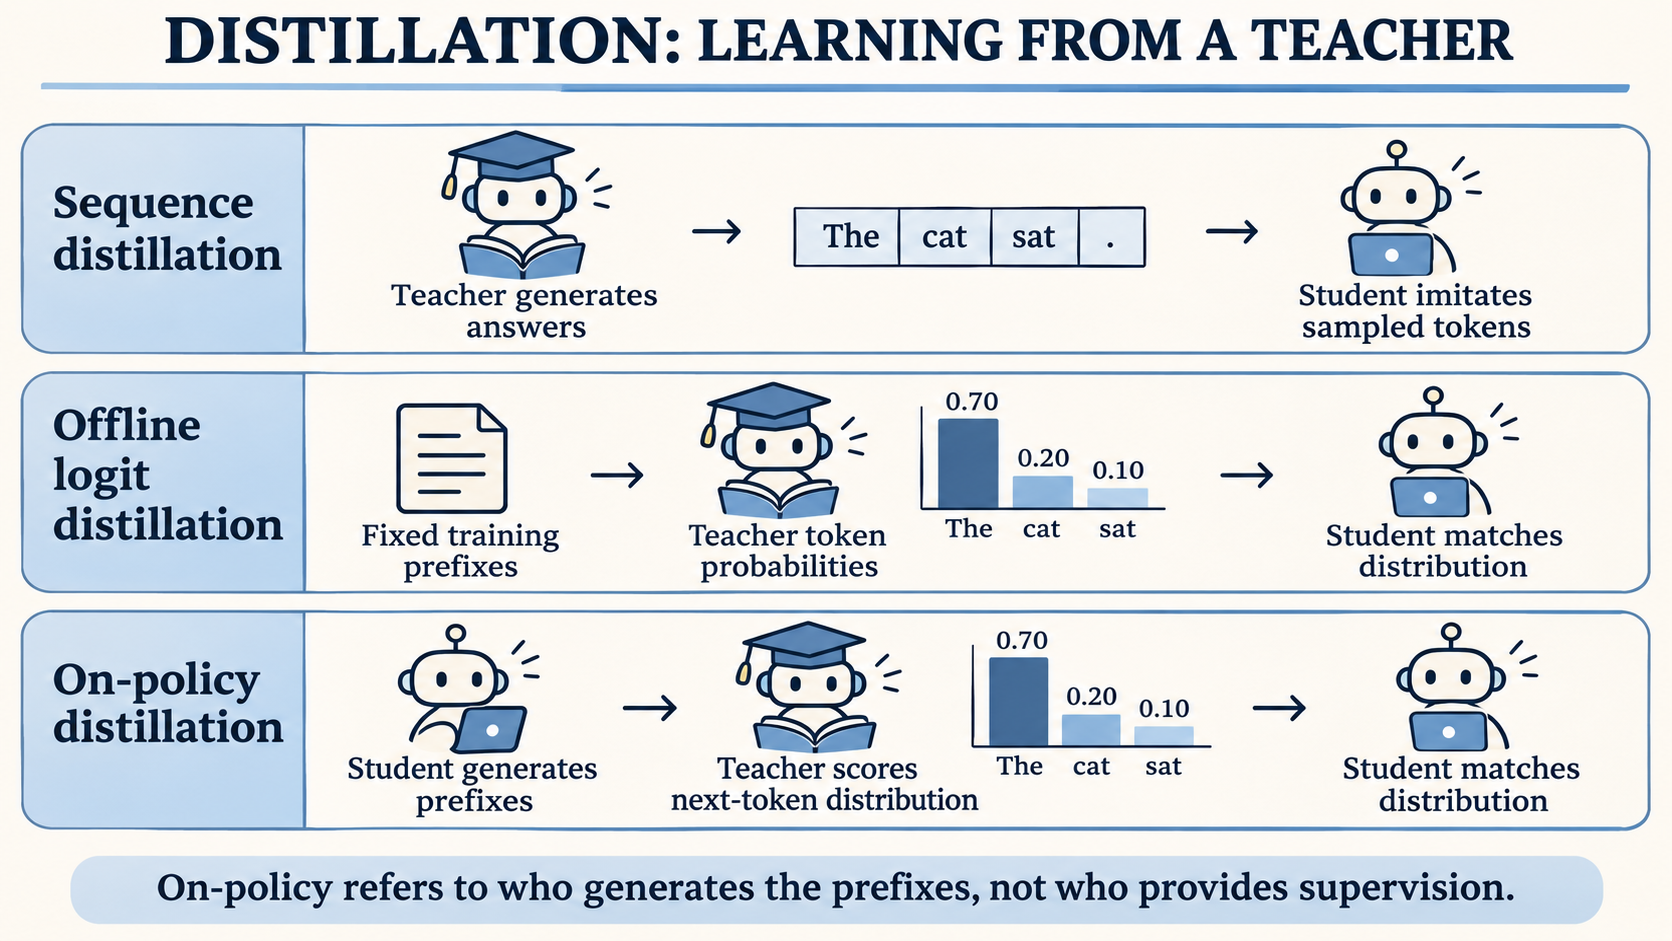 DISTILLATION: LEARNING FROM A TEACHER
Sequence
distillation
Teacher generates
answers
The cat sat .
Student imitates
sampled tokens
Offline
logit
distillation
Fixed training
prefixes
Teacher token
probabilities
0.70
0.20
0.10
The cat sat
Student matches
distribution
On-policy
distillation
Student generates
prefixes
Teacher scores
next-token distribution
0.70
0.20
0.10
The cat sat
Student matches
distribution
On-policy refers to who generates the prefixes, not who provides supervision.